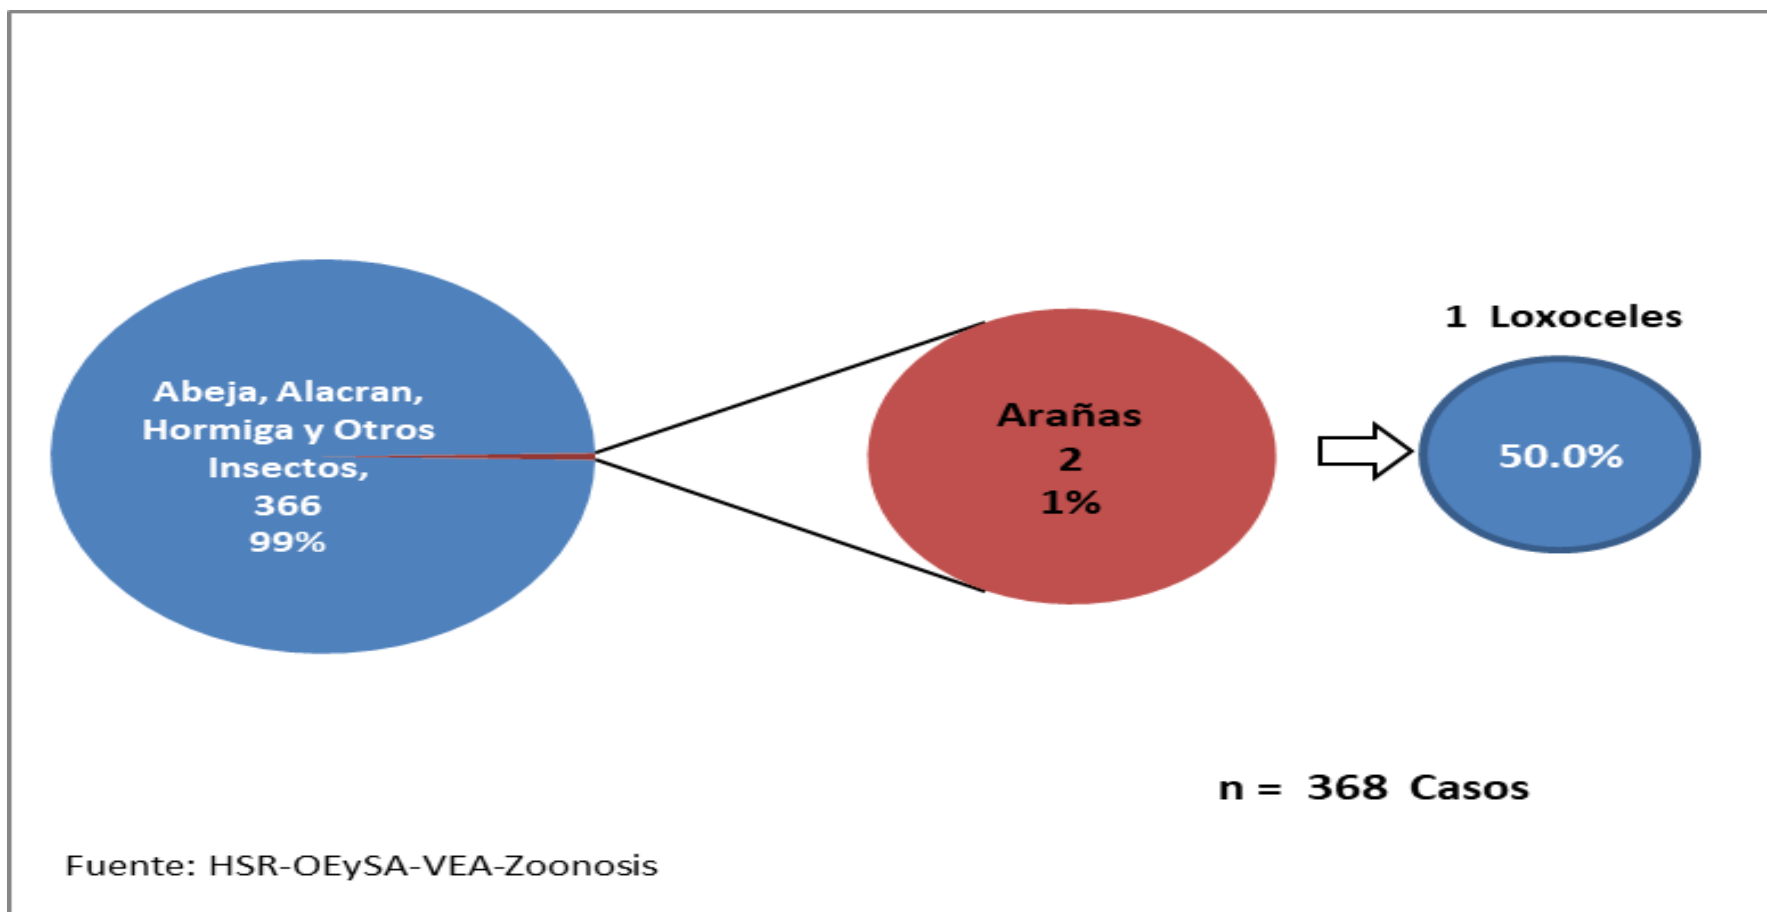 Abeja, Alacran,
Hormiga y Otros
Insectos,
366
99%
Arañas
2
1%
1 Loxoceles
50.0%
n = 368 Casos
Fuente: HSR-OEySA-VEA-Zoonosis